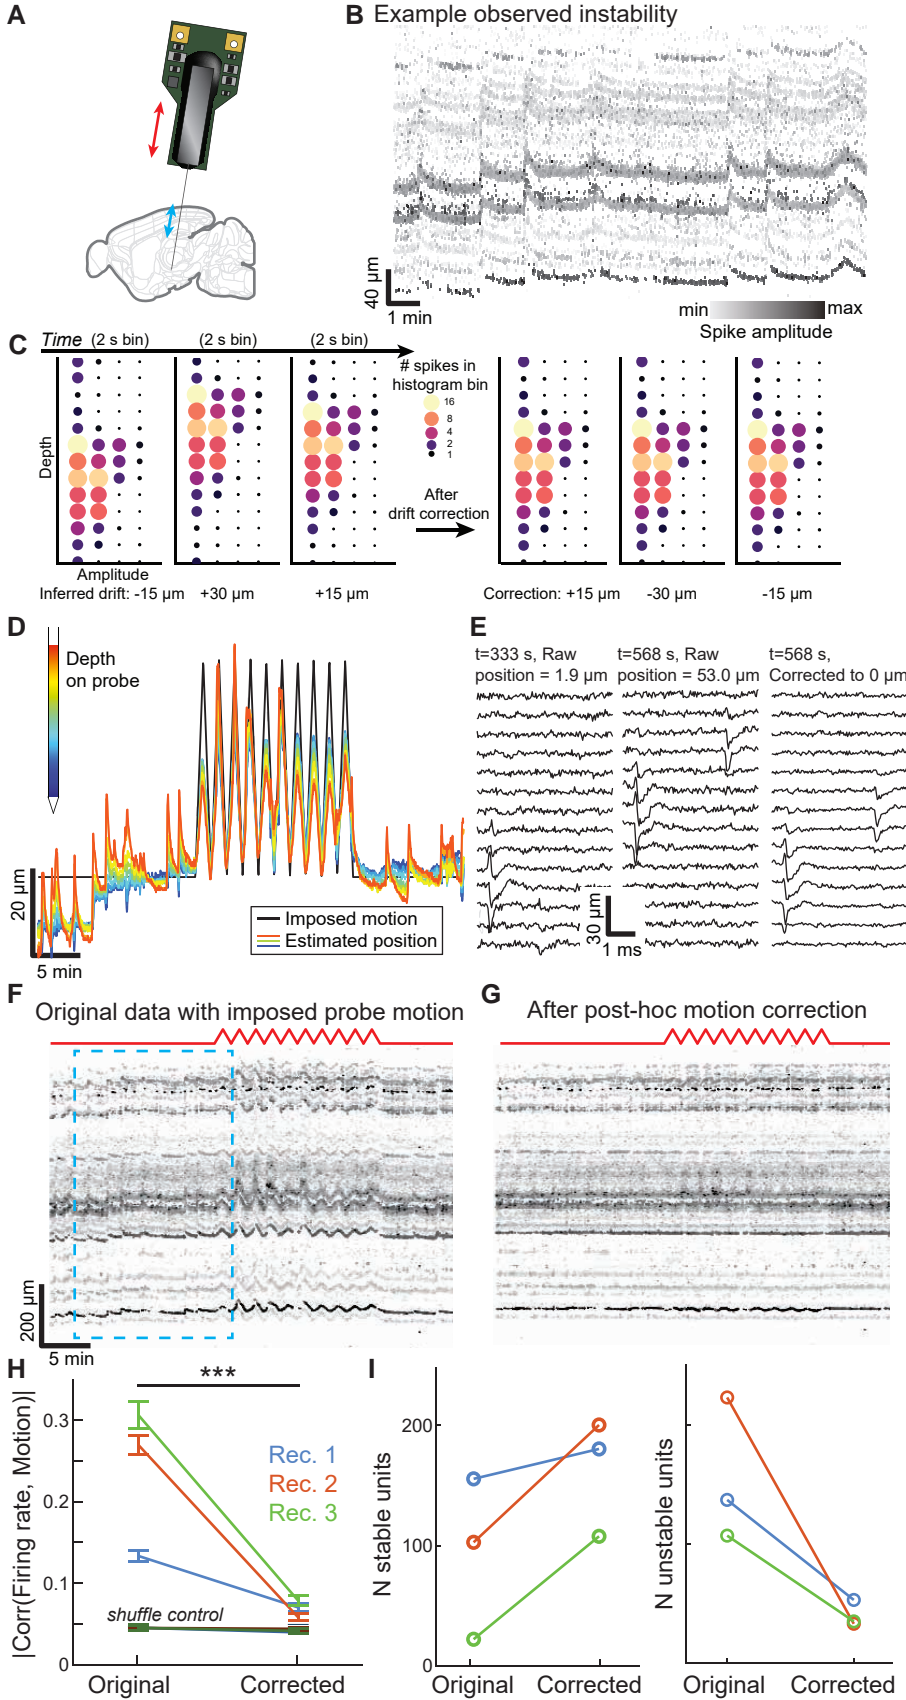 A
B Example observed instability
40 µm
1 min
min max
Spike amplitude
C
Time (2 s bin) (2 s bin) (2 s bin)
# spikes in
histogram bin
16
8
4
2
1
Depth
After
drift correction
Amplitude
Inferred drift: -15 µm +30 µm +15 µm
Correction: +15 µm -30 µm -15 µm
D
Depth
on probe
20 µm
5 min
Imposed motion
Estimated position
E
t=333 s, Raw
position = 1.9 µm
t=568 s, Raw
position = 53.0 µm
t=568 s,
Corrected to 0 µm
30 µm
1 ms
F
Original data with imposed probe motion
200 µm
5 min
G
After post-hoc motion correction
H
***
|Corr(Firing rate, Motion)|
0.3
0.2
0.1
0
Rec. 1
Rec. 2
Rec. 3
shuffle control
Original Corrected
I
N stable units
200
100
0
Original Corrected
N unstable units
Original Corrected